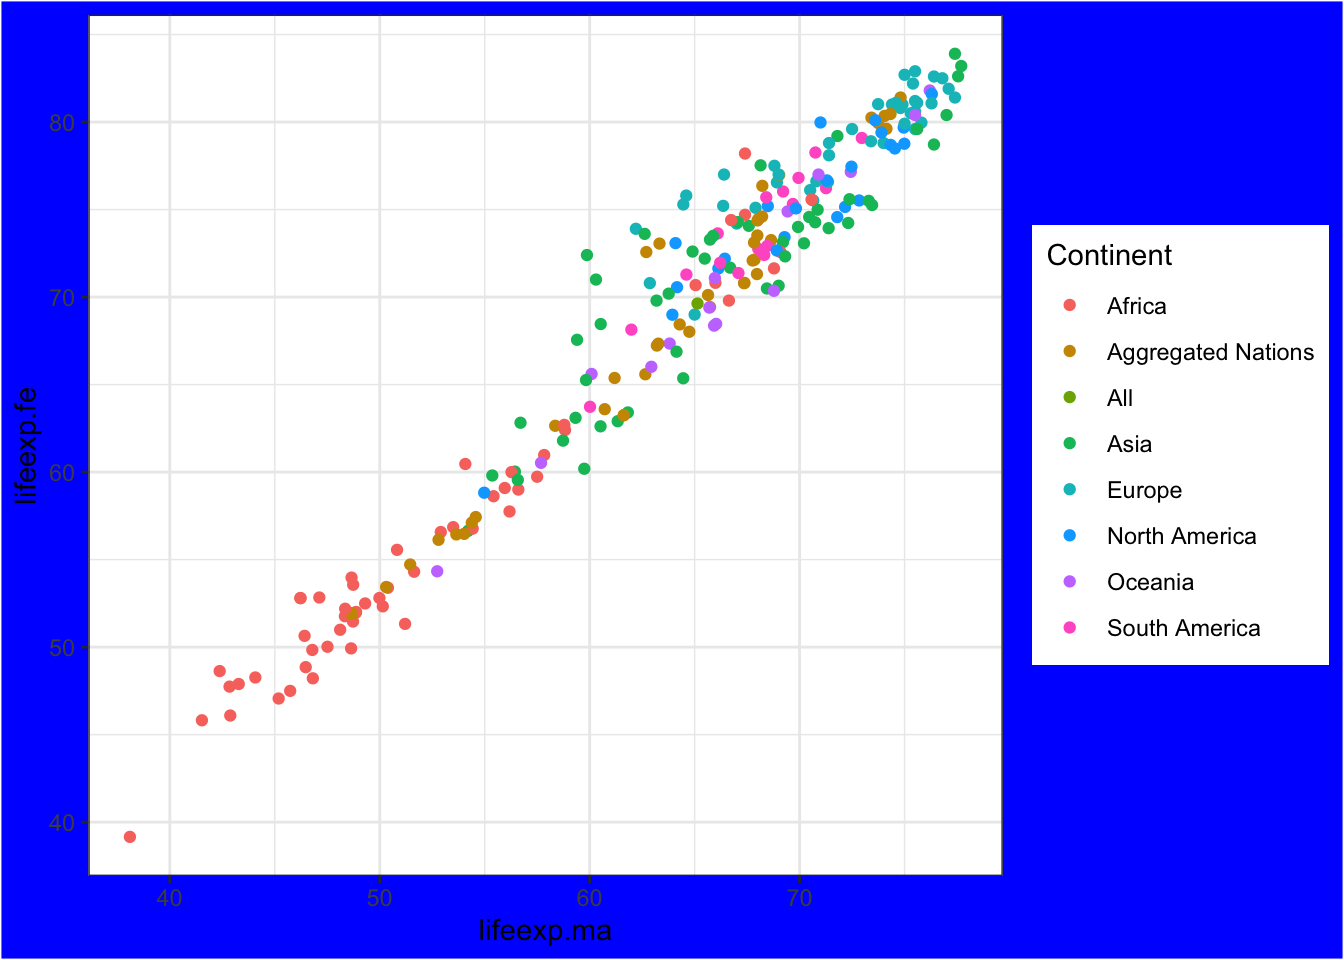 80
70
60
50
40
lifeexp.fe
40 50 60 70
lifeexp.ma
Continent
Africa
Aggregated Nations
All
Asia
Europe
North America
Oceania
South America